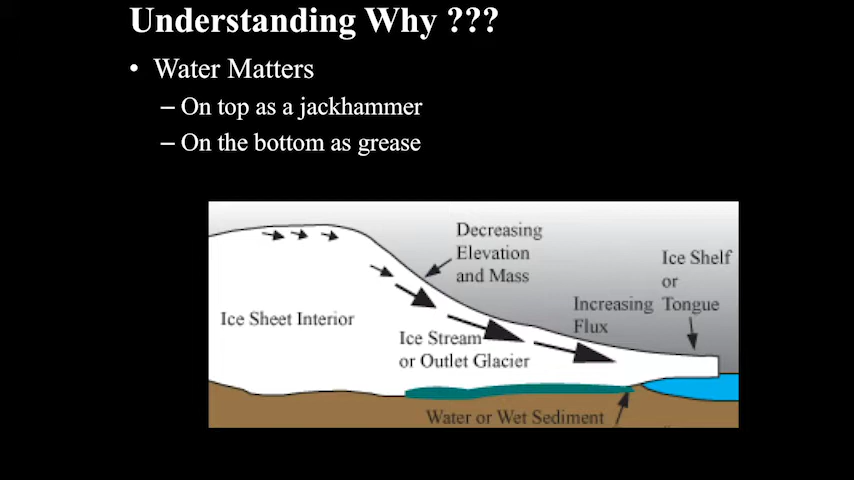 Understanding Why ???
• Water Matters
– On top as a jackhammer
– On the bottom as grease
Decreasing
Elevation
and Mass
Ice Shelf
or
Tongue
Increasing
Flux
Ice Sheet Interior
Ice Stream
or Outlet Glacier
Water or Wet Sediment